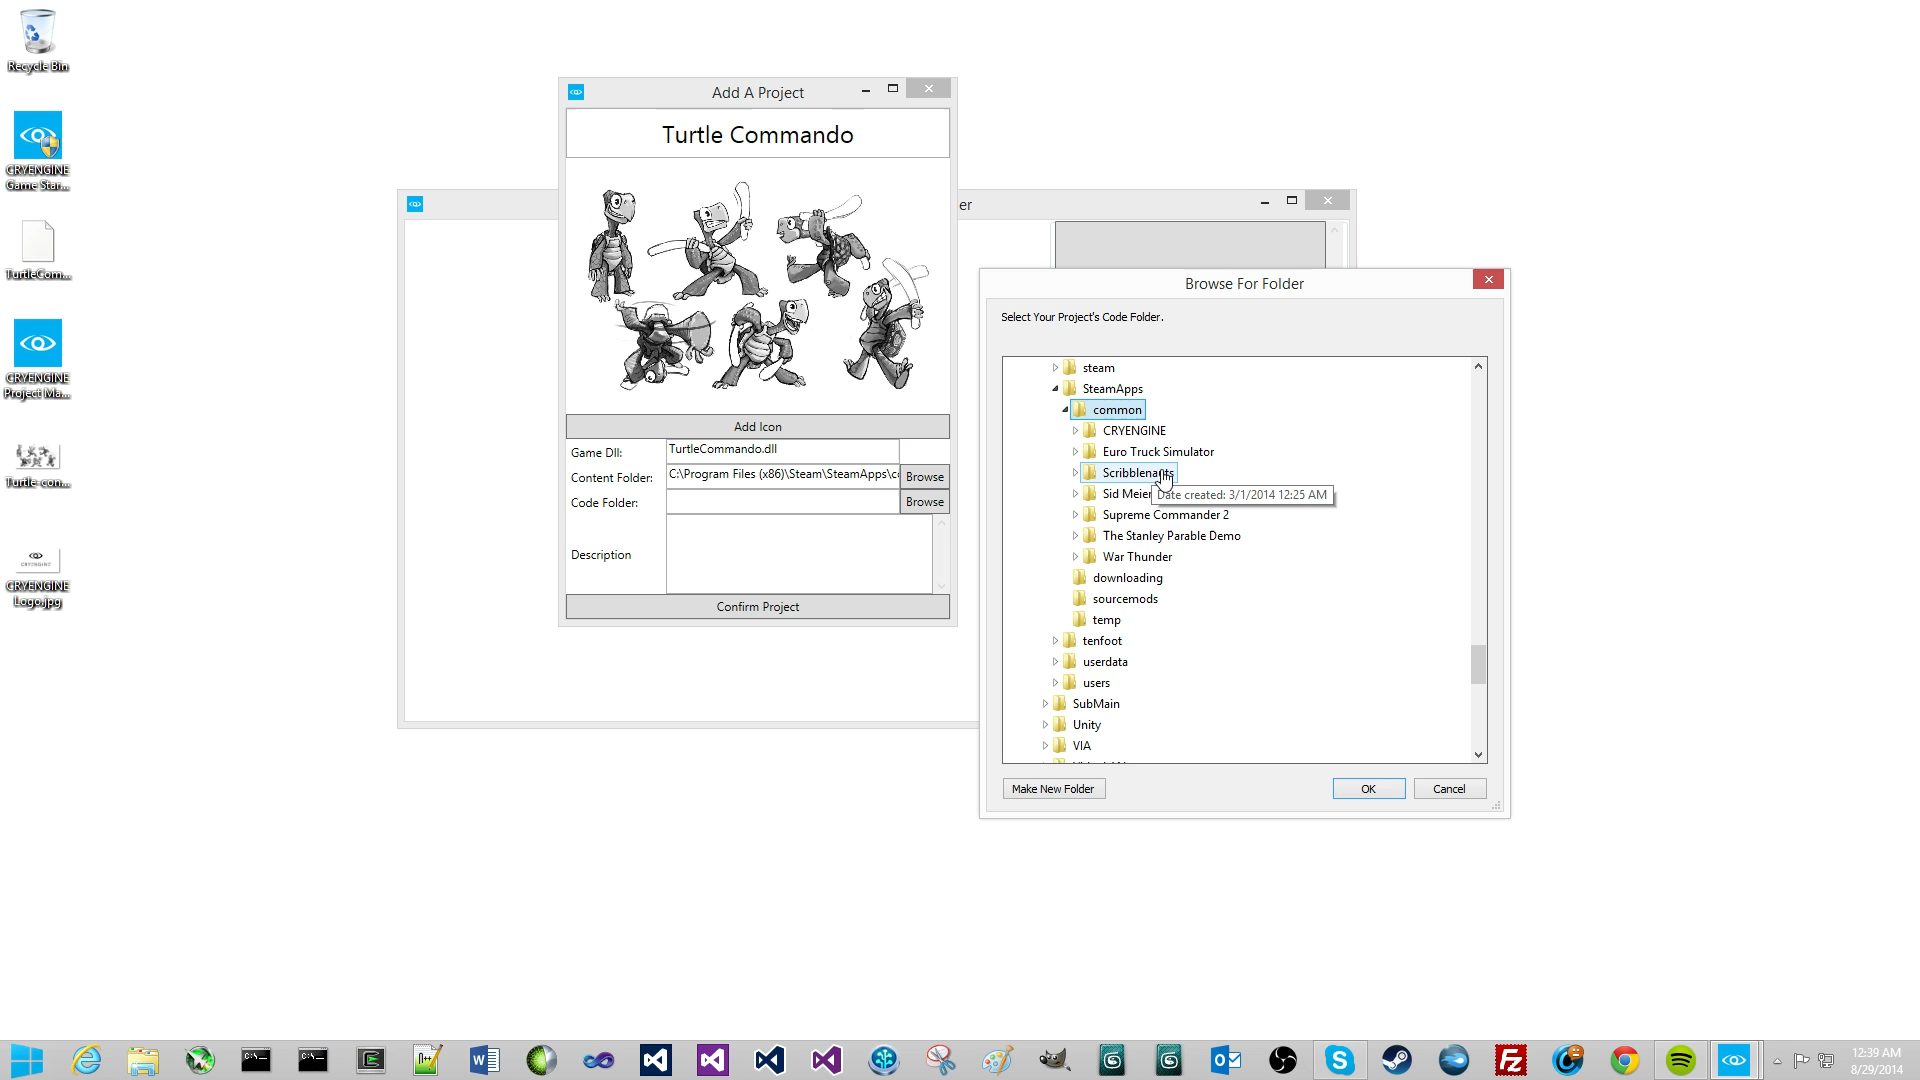 Recycle Bin
CRYENGINE
Game Star...
TurtleCom...
CRYENGINE
Project Ma...
Turtle-con...
CRYENGINE
CRYENGINE
Logo.jpg
Add A Project
Turtle Commando
Add Icon
Game Dll:
TurtleCommando.dll
Content Folder:
C:\Program Files (x86)\Steam\SteamApps\c
Browse
Code Folder:
Browse
Description
Confirm Project
er
Browse For Folder
Select Your Project's Code Folder.
steam
SteamApps
common
CRYENGINE
Euro Truck Simulator
Scribblenauts
Sid Meier
Date created: 3/1/2014 12:25 AM
Supreme Commander 2
The Stanley Parable Demo
War Thunder
downloading
sourcemods
temp
tenfoot
userdata
users
SubMain
Unity
VIA
Make New Folder
OK
Cancel
12:39 AM
8/29/2014